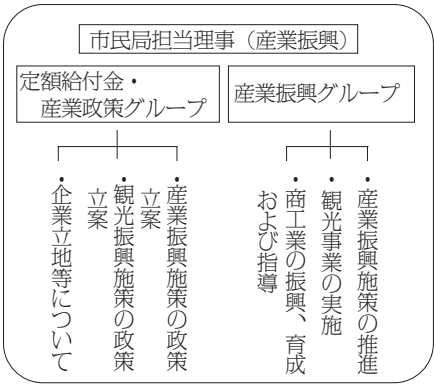 市民局担当理事（産業振興）
定額給付金・
産業政策グループ
・産業振興施策の政策
立案
・観光振興施策の政策
立案
・企業立地等について
産業振興グループ
・産業振興施策の推進
・観光事業の実施
・商工業の振興、育成
および指導